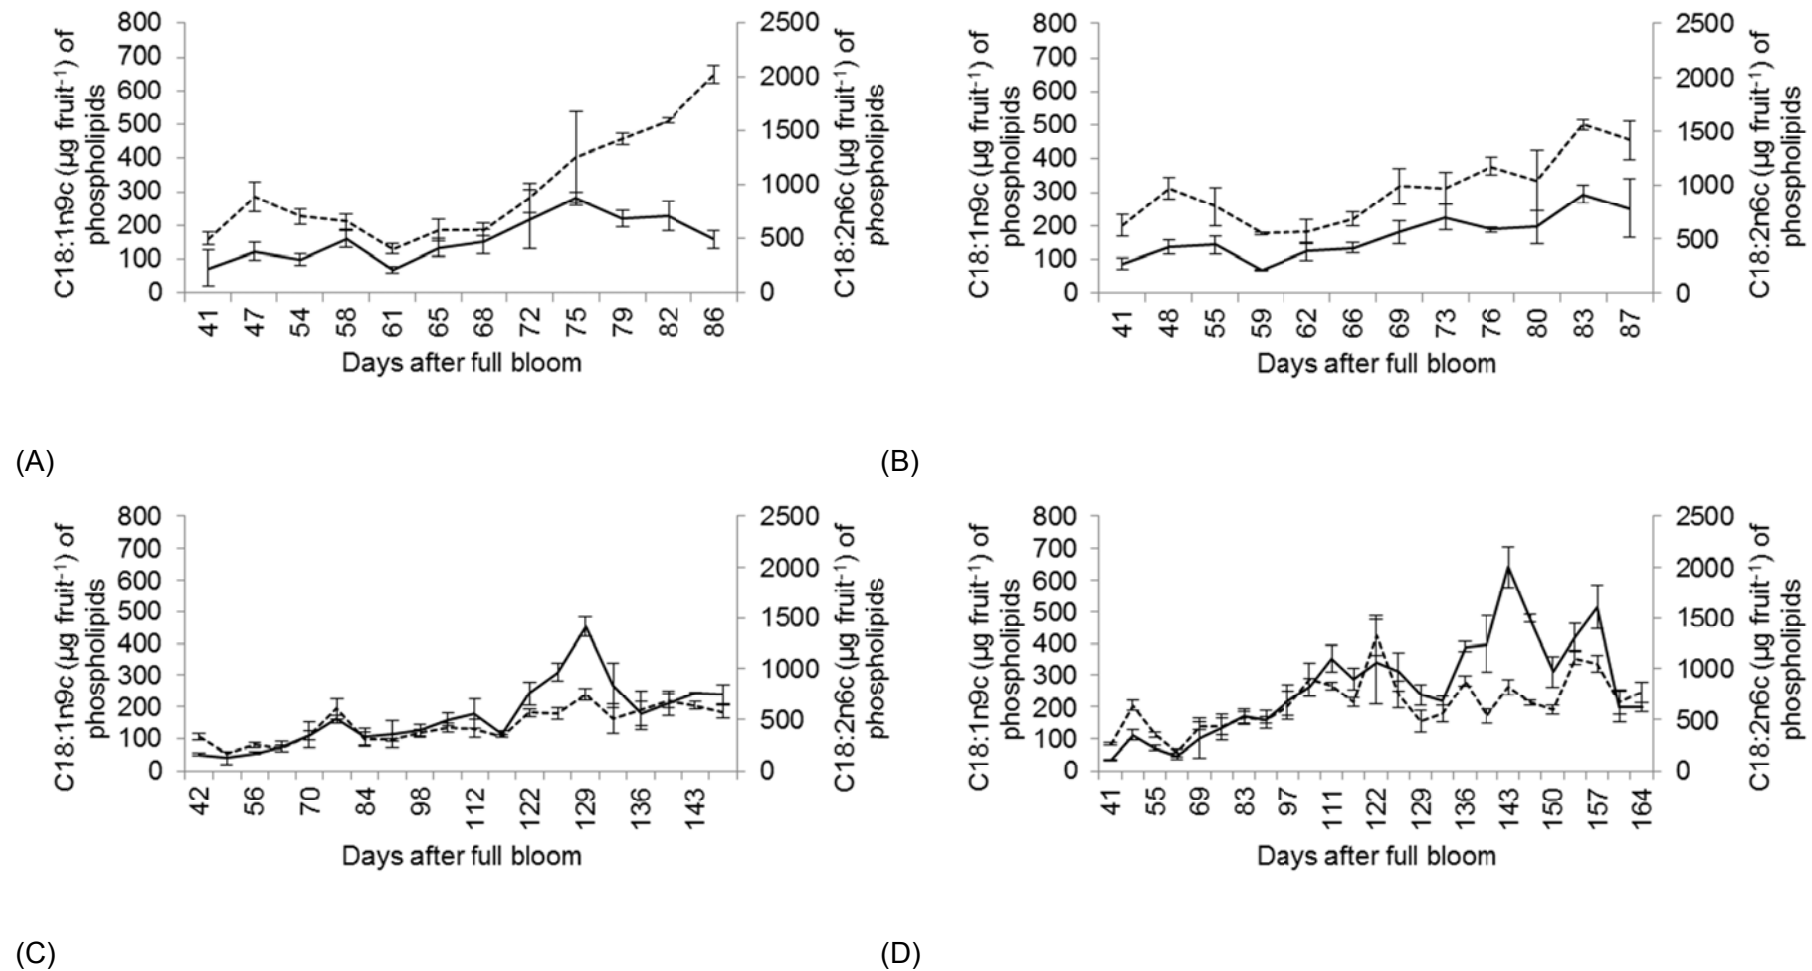 800
700
600
500
400
300
200
100
0
C18:1n9c (µg fruit⁻¹) of
phospholipids
2500
2000
1500
1000
500
0
C18:2n6c (µg fruit⁻¹) of
phospholipids
41 47 54 58 61 65 68 72 75 79 82 86
Days after full bloom
(A)
800
700
600
500
400
300
200
100
0
C18:1n9c (µg fruit⁻¹) of
phospholipids
2500
2000
1500
1000
500
0
C18:2n6c (µg fruit⁻¹) of
phospholipids
41 48 55 59 62 66 69 73 76 80 83 87
Days after full bloom
(B)
800
700
600
500
400
300
200
100
0
C18:1n9c (µg fruit⁻¹) of
phospholipids
2500
2000
1500
1000
500
0
C18:2n6c (µg fruit⁻¹) of
phospholipids
42 56 70 84 98 112 122 129 136 143
Days after full bloom
(C)
800
700
600
500
400
300
200
100
0
C18:1n9c (µg fruit⁻¹) of
phospholipids
2500
2000
1500
1000
500
0
C18:2n6c (µg fruit⁻¹) of
phospholipids
41 55 69 83 97 111 122 129 136 143 150 157 164
Days after full bloom
(D)